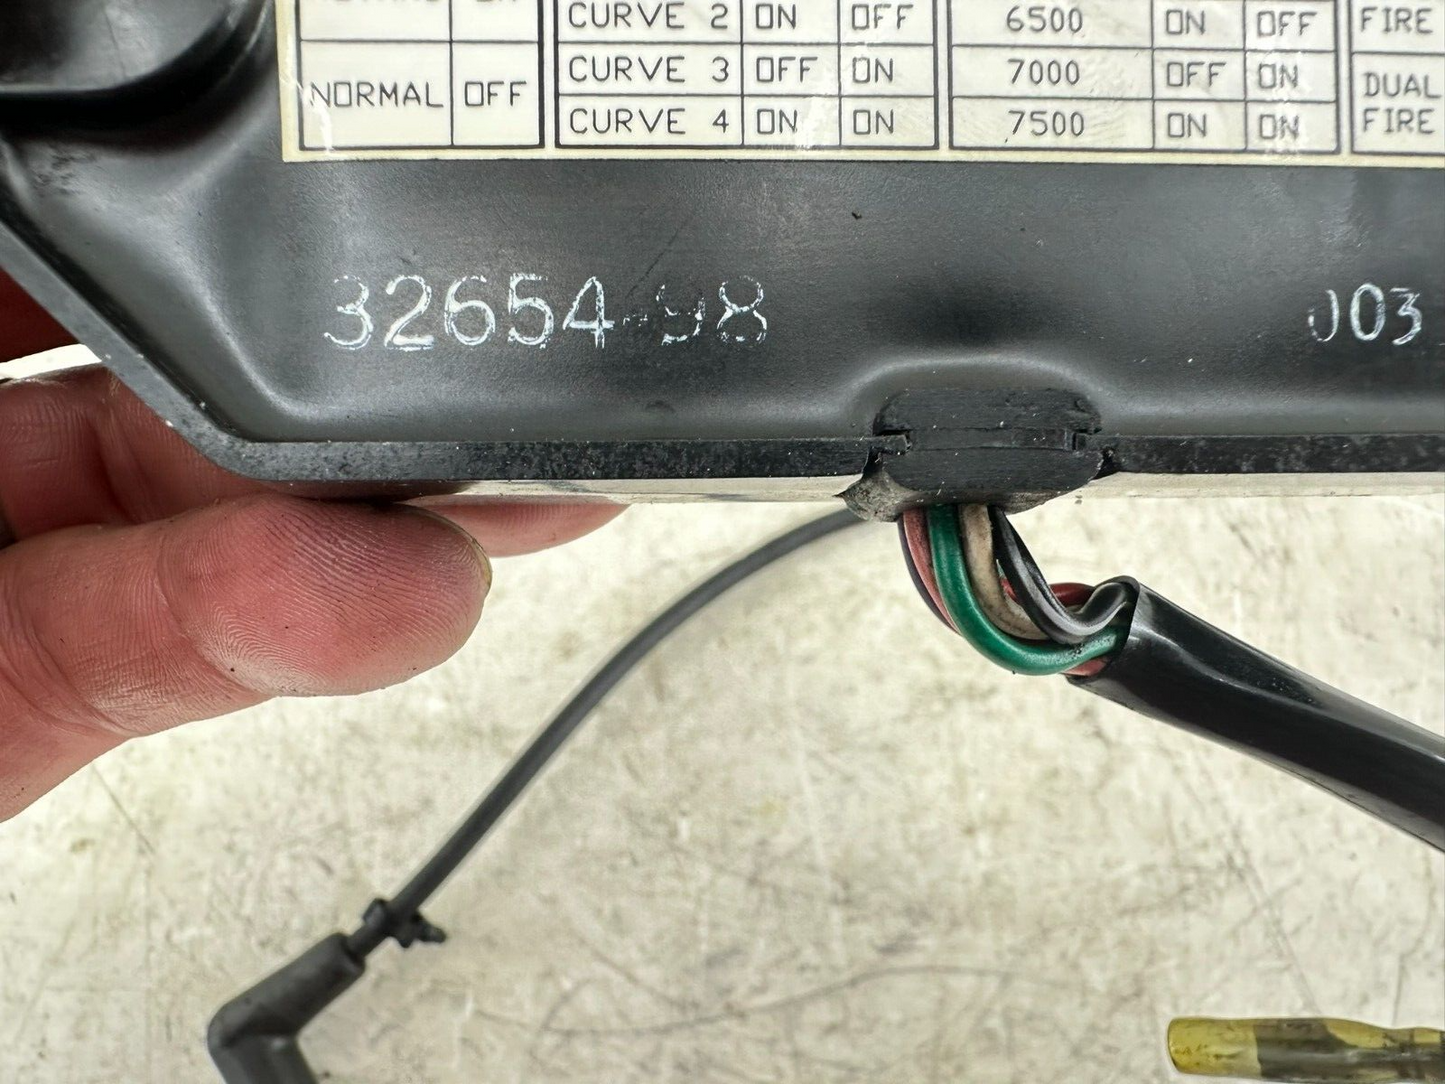 CURVE 2 ON OFF 6500 ON OFF FIRE
CURVE 3 OFF ON 7000 OFF ON DUAL
NORMAL OFF
CURVE 4 ON ON 7500 ON ON FIRE
32654-98 003